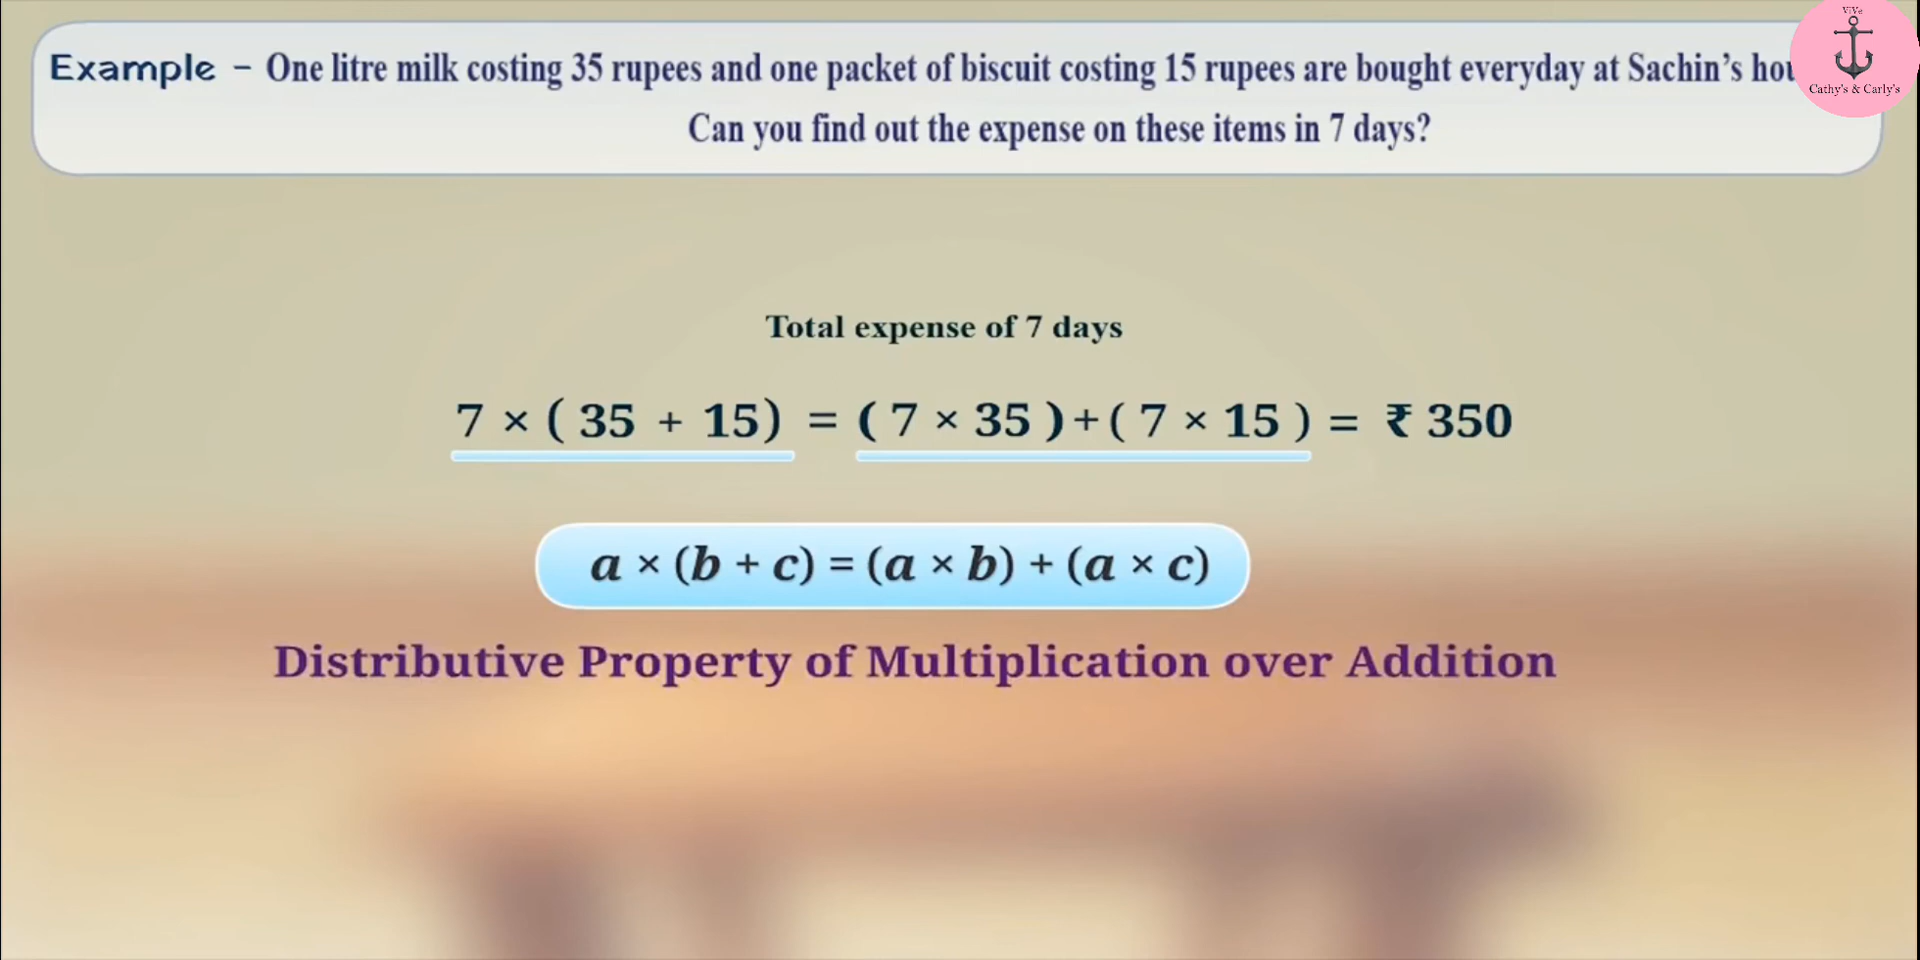 Example - One litre milk costing 35 rupees and one packet of biscuit costing 15 rupees are bought everyday at Sachin's
Can you find out the expense on these items in 7 days?
ViVe
Cathy's & Carly's
Total expense of 7 days
7 × ( 35 + 15) = ( 7 × 35 )+( 7 × 15 ) = ₹ 350
a × (b + c) = (a × b) + (a × c)
Distributive Property of Multiplication over Addition